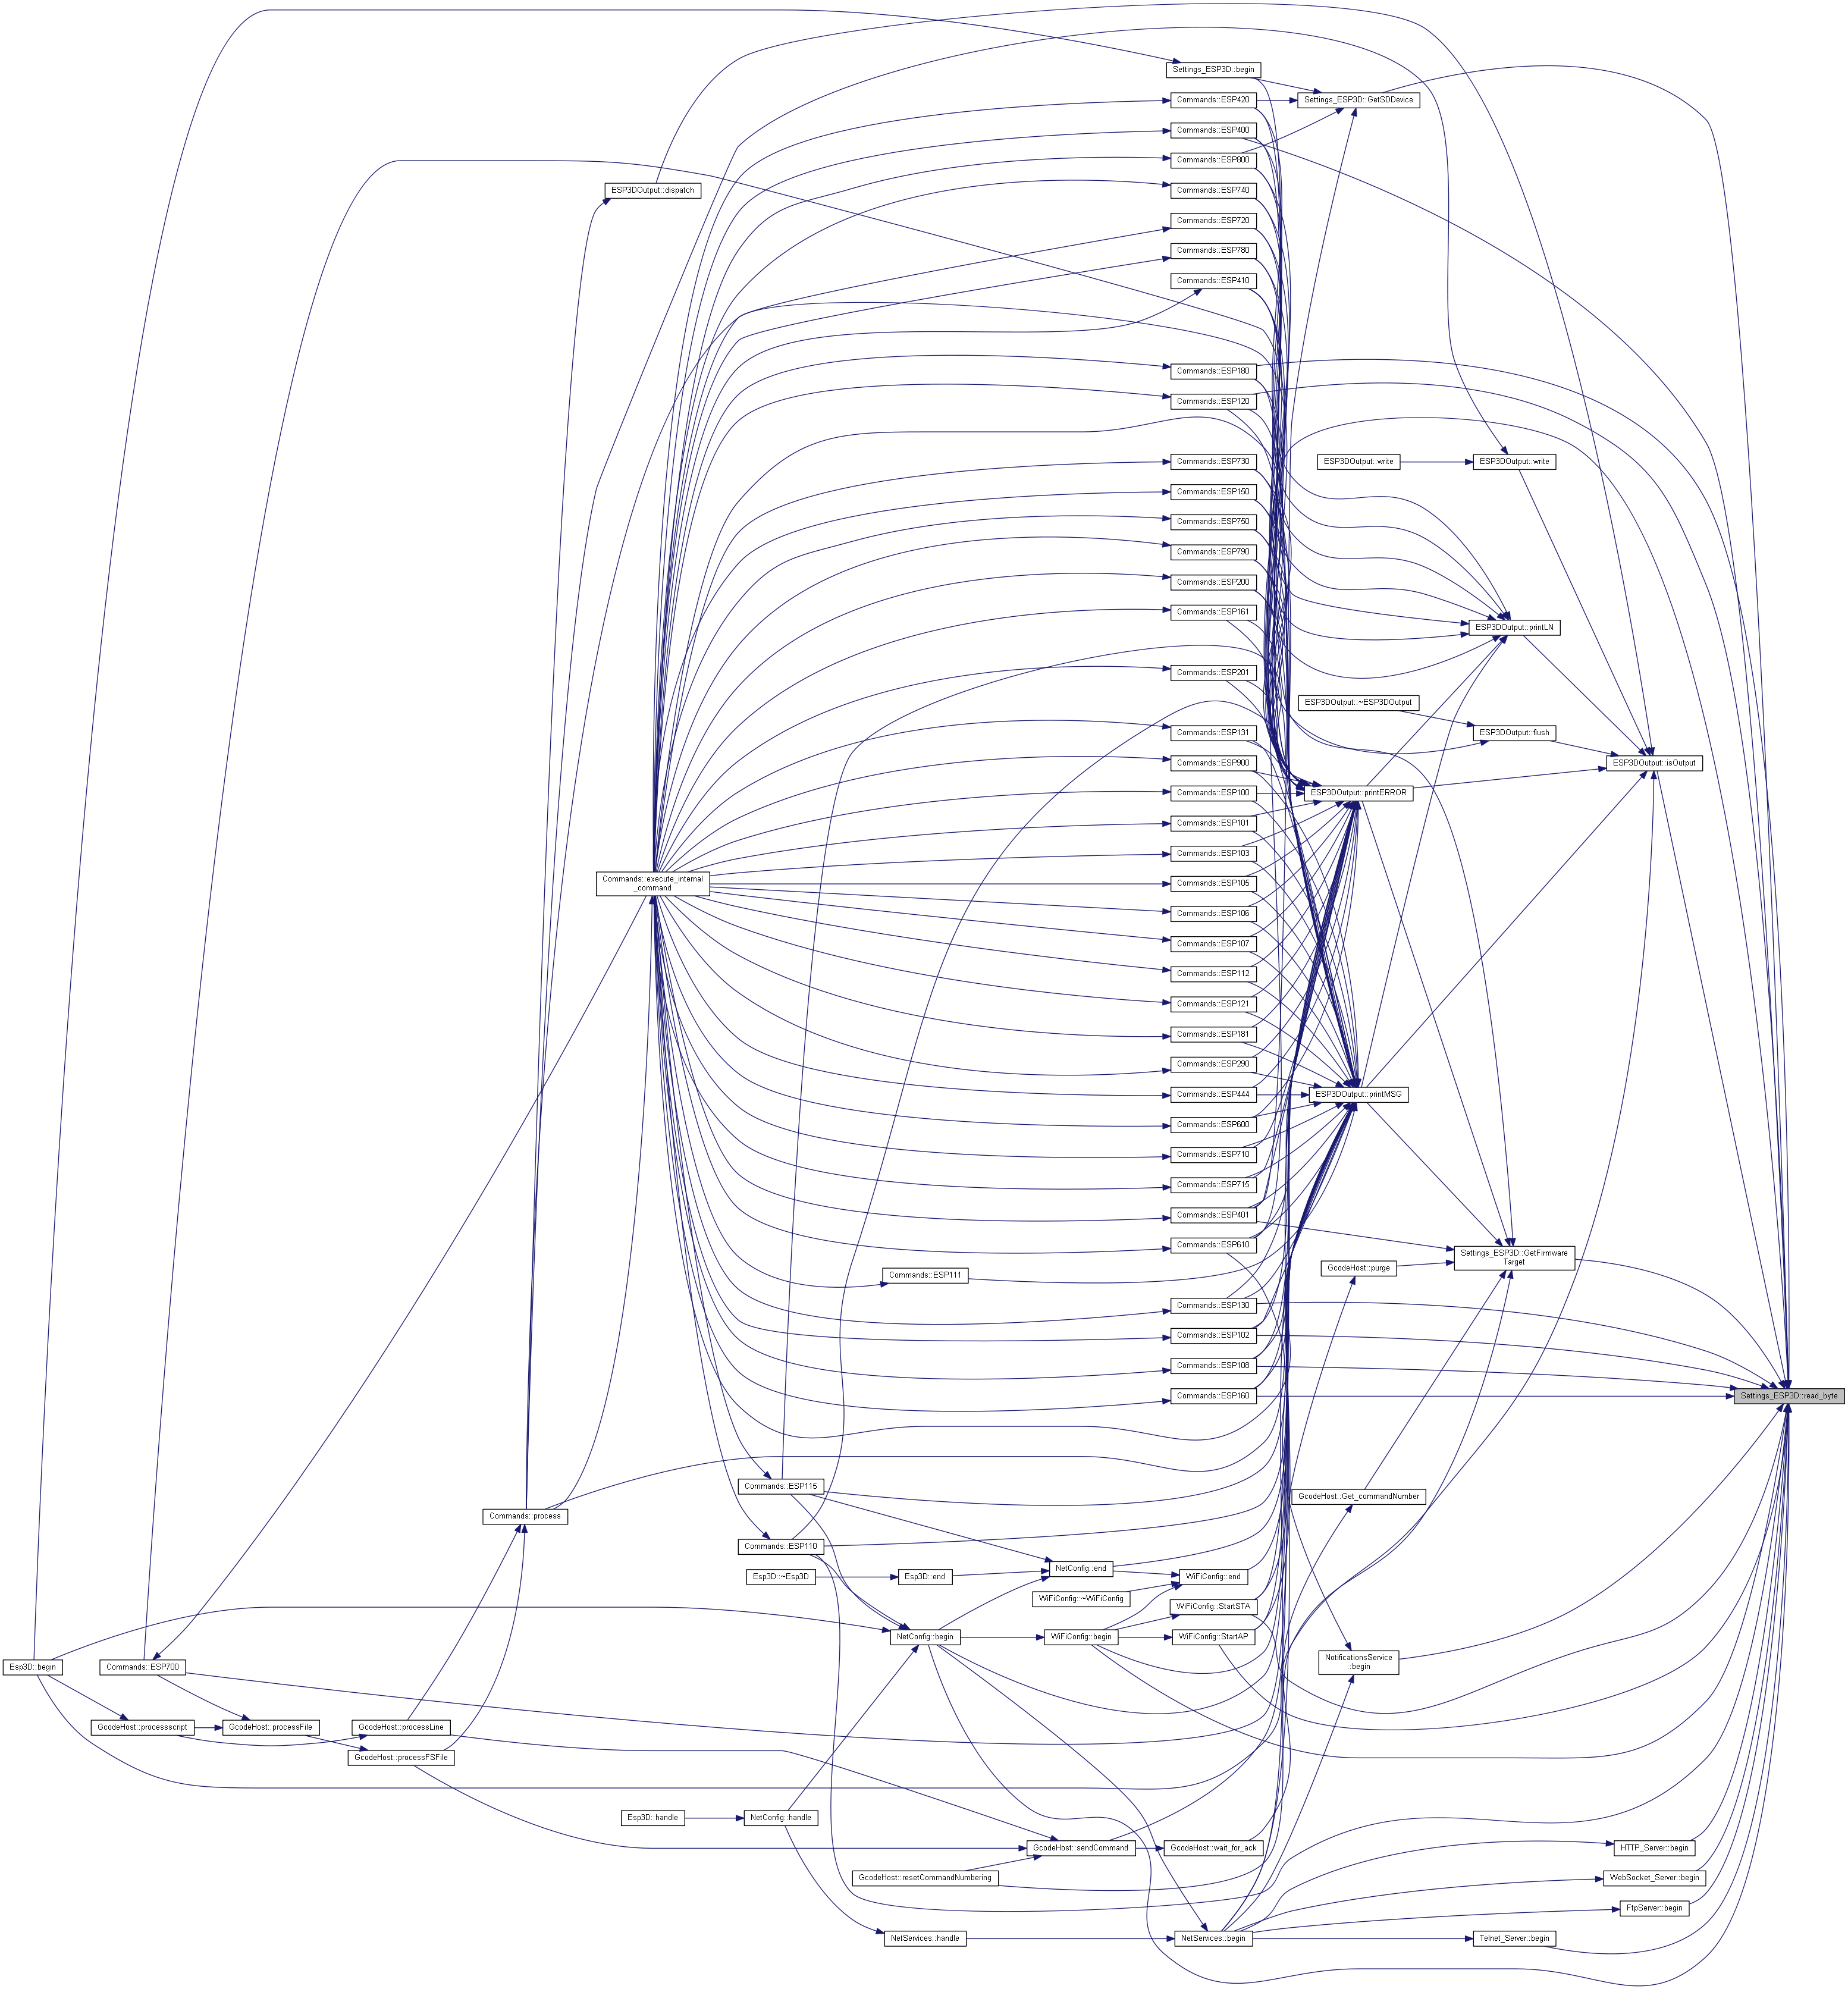 Settings_ESP3D::begin
Commands::ESP420
Settings_ESP3D::GetSDDevice
Commands::ESP400
Commands::ESP800
ESP3DOutput::dispatch
Commands::ESP740
Commands::ESP720
Commands::ESP780
Commands::ESP410
Commands::ESP180
Commands::ESP120
Commands::ESP730
ESP3DOutput::write
ESP3DOutput::write
Commands::ESP150
Commands::ESP750
Commands::ESP790
Commands::ESP200
Commands::ESP161
ESP3DOutput::printLN
Commands::ESP201
ESP3DOutput::~ESP3DOutput
Commands::ESP131
ESP3DOutput::flush
Commands::ESP900
ESP3DOutput::isOutput
Commands::ESP100
ESP3DOutput::printERROR
Commands::ESP101
Commands::ESP103
Commands::execute_internal
_command
Commands::ESP105
Commands::ESP106
Commands::ESP107
Commands::ESP112
Commands::ESP121
Commands::ESP181
Commands::ESP290
Commands::ESP444
ESP3DOutput::printMSG
Commands::ESP600
Commands::ESP710
Commands::ESP715
Commands::ESP401
Commands::ESP610
Settings_ESP3D::GetFirmware
Target
GcodeHost::purge
Commands::ESP111
Commands::ESP130
Commands::ESP102
Commands::ESP108
Commands::ESP160
Settings_ESP3D::read_byte
Commands::ESP115
GcodeHost::Get_commandNumber
Commands::process
Commands::ESP110
NetConfig::end
Esp3D::~Esp3D
Esp3D::end
WiFiConfig::end
WiFiConfig::~WiFiConfig
WiFiConfig::StartSTA
NetConfig::begin
WiFiConfig::begin
WiFiConfig::StartAP
NotificationsService
::begin
Esp3D::begin
Commands::ESP700
GcodeHost::processscript
GcodeHost::processFile
GcodeHost::processLine
GcodeHost::processFSFile
Esp3D::handle
NetConfig::handle
GcodeHost::sendCommand
GcodeHost::wait_for_ack
HTTP_Server::begin
GcodeHost::resetCommandNumbering
WebSocket_Server::begin
FtpServer::begin
NetServices::handle
NetServices::begin
Telnet_Server::begin